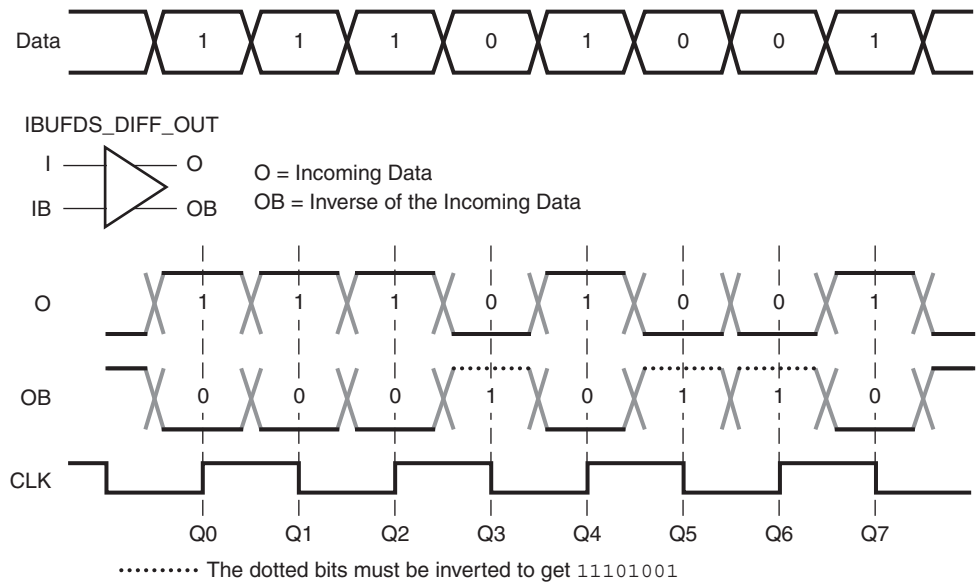 Data 1 1 1 0 1 0 0 1
IBUFDS_DIFF_OUT
I O
IB OB
O = Incoming Data
OB = Inverse of the Incoming Data
O 1 1 1 0 1 0 0 1
OB 0 0 0 1 0 1 1 0
CLK
Q0 Q1 Q2 Q3 Q4 Q5 Q6 Q7
The dotted bits must be inverted to get 11101001